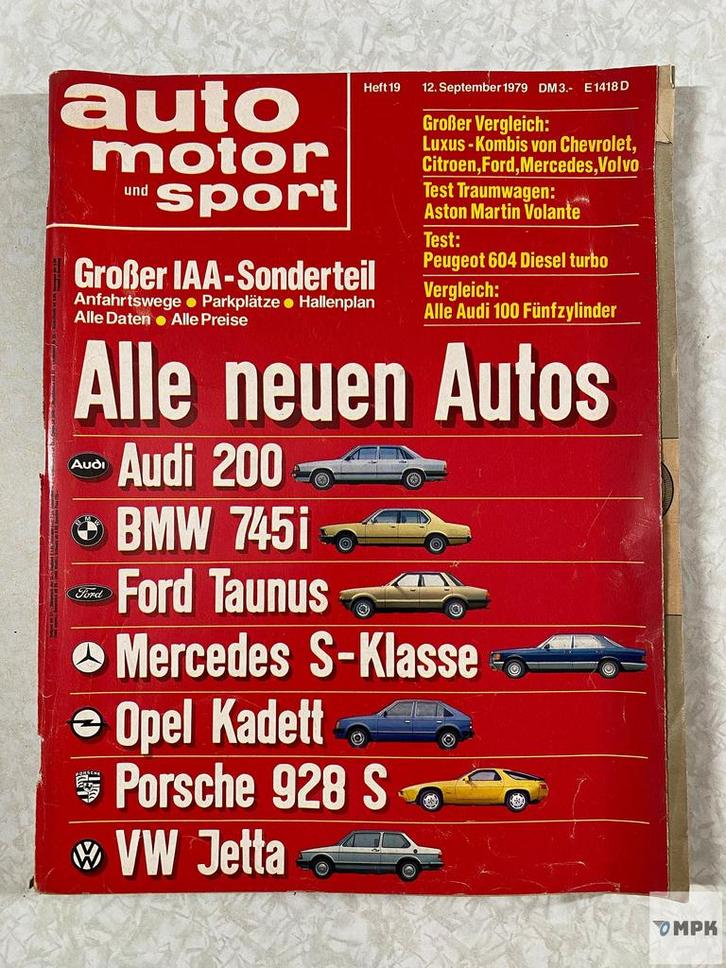 auto
motor
und sport
Heft 19 12. September 1979 DM 3.- E 1418 D
Großer Vergleich:
Luxus-Kombis von Chevrolet,
Citroen, Ford, Mercedes, Volvo
Test Traumwagen:
Aston Martin Volante
Test:
Peugeot 604 Diesel turbo
Vergleich:
Alle Audi 100 Fünfzylinder
Großer IAA-Sonderteil
Anfahrtswege ● Parkplätze ● Hallenplan
Alle Daten ● Alle Preise
Alle neuen Autos
Audi Audi 200
BMW BMW 745i
Ford Ford Taunus
Mercedes S-Klasse
Opel Kadett
PORSCHE Porsche 928 S
VW VW Jetta
MPK